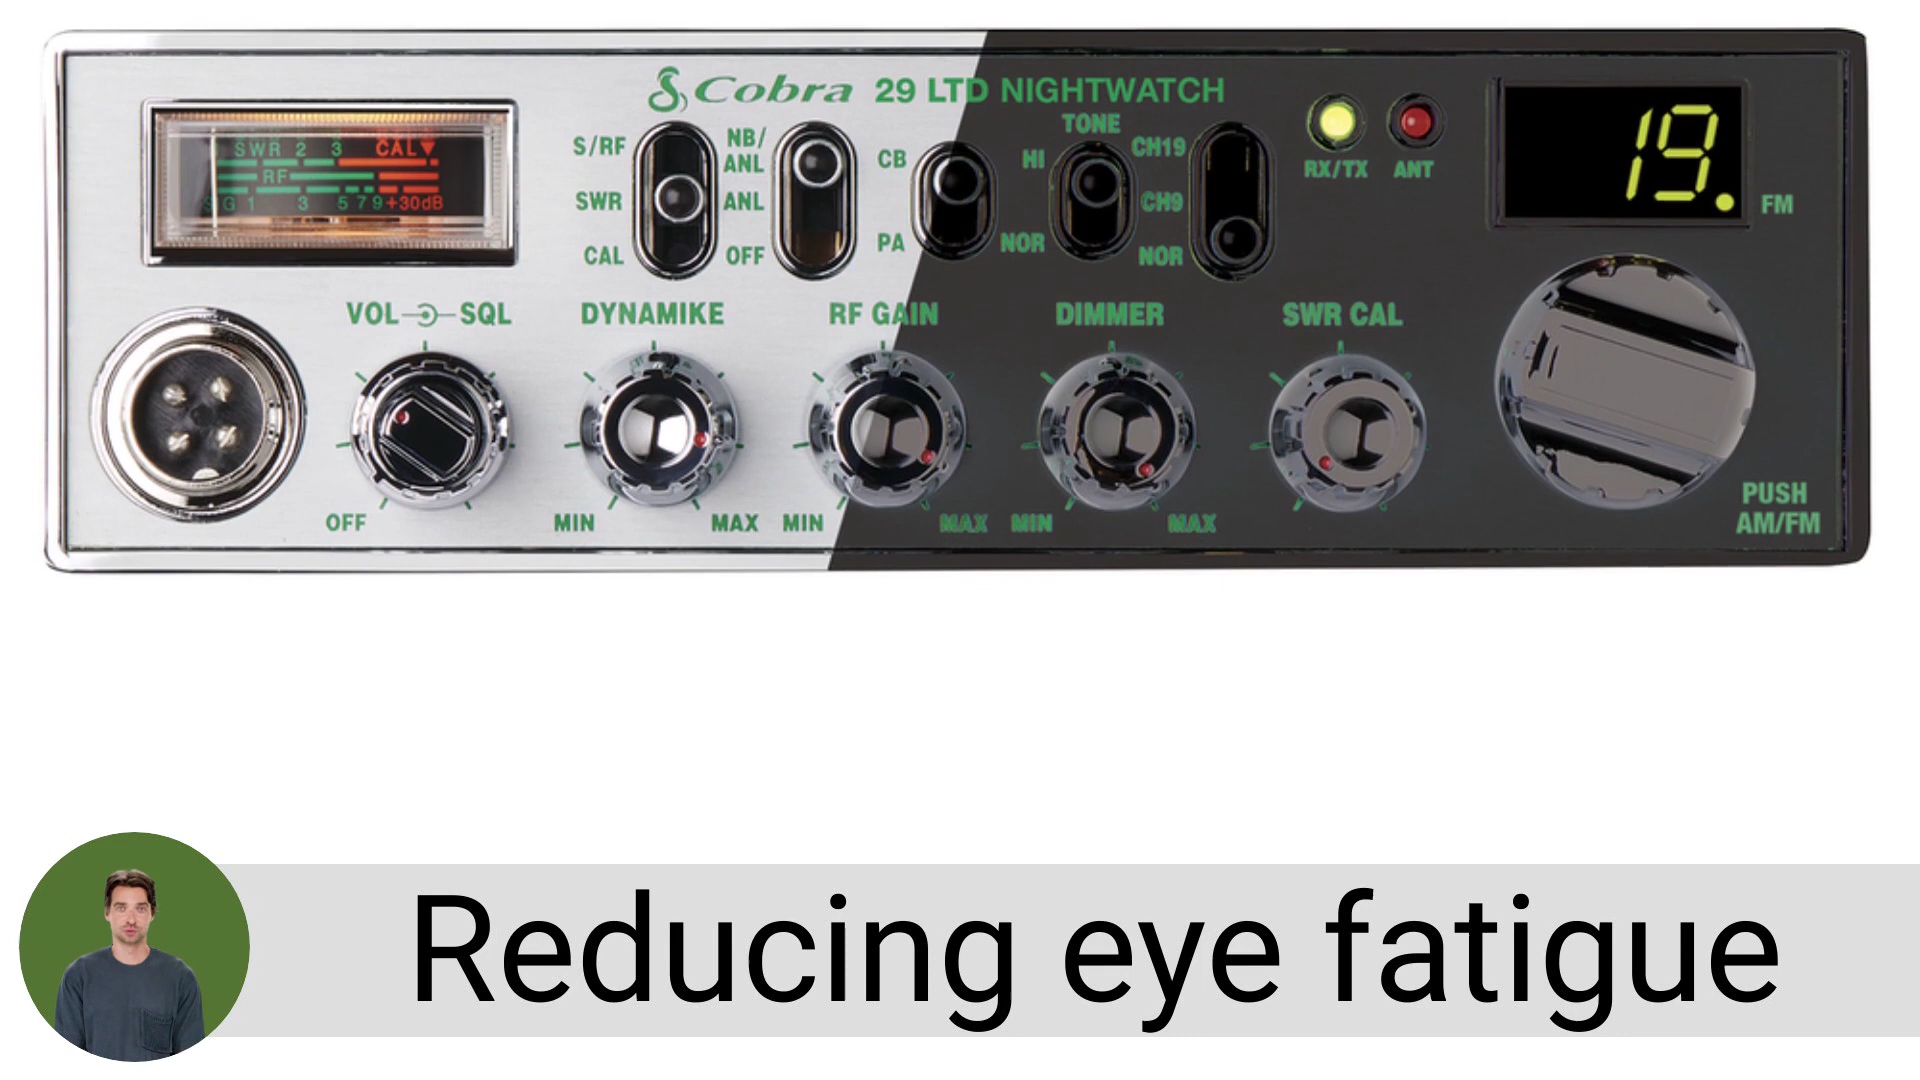 Cobra 29 LTD NIGHTWATCH
SWR 2 3 CAL
RF
SIG 1 3 5 7 9 +30dB
S/RF
SWR
CAL
NB/
ANL
ANL
OFF
CB
PA
TONE
HI
NOR
CH19
CH9
NOR
RX/TX
ANT
19.
FM
VOL SQL
DYNAMIKE
RF GAIN
DIMMER
SWR CAL
OFF
MIN MAX
MIN MAX
MIN MAX
PUSH
AM/FM
Reducing eye fatigue